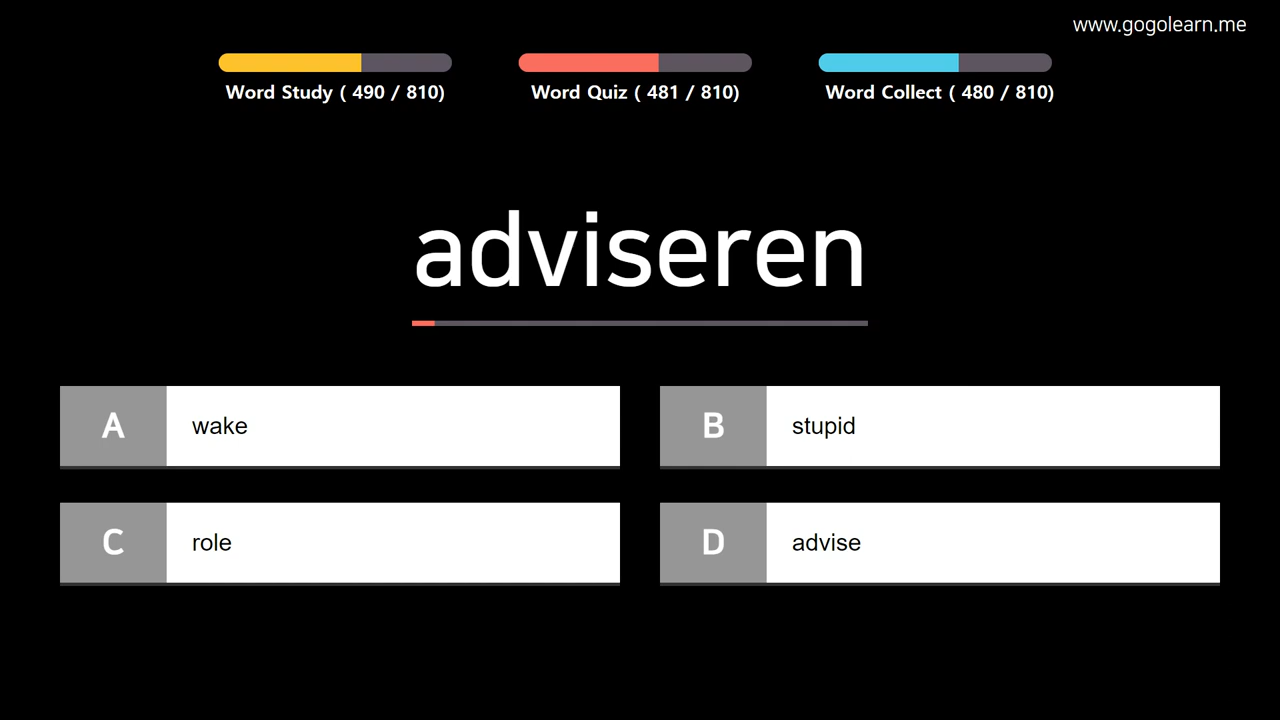 www.gogolearn.me
Word Study ( 490 / 810)
Word Quiz ( 481 / 810)
Word Collect ( 480 / 810)
adviseren
A wake
B stupid
C role
D advise